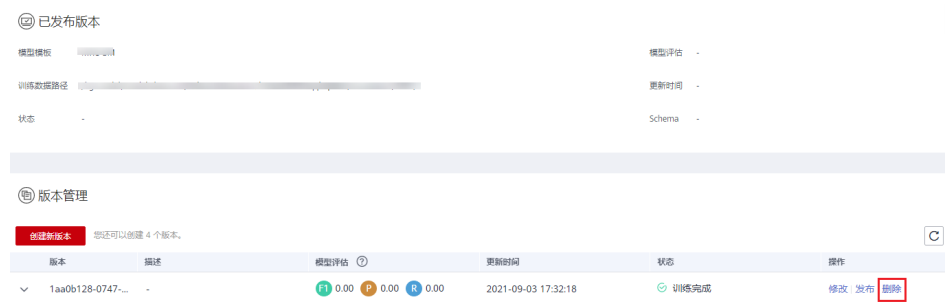 已发布版本
模型模板 模型评估 -
训练数据路径 更新时间 -
状态 - Schema -
版本管理
创建新版本 您还可以创建 4 个版本。
版本 描述 模型评估 ? 更新时间 状态 操作
1aa0b128-0747-... - F1 0.00 P 0.00 R 0.00 2021-09-03 17:32:18 训练完成 修改 发布 删除